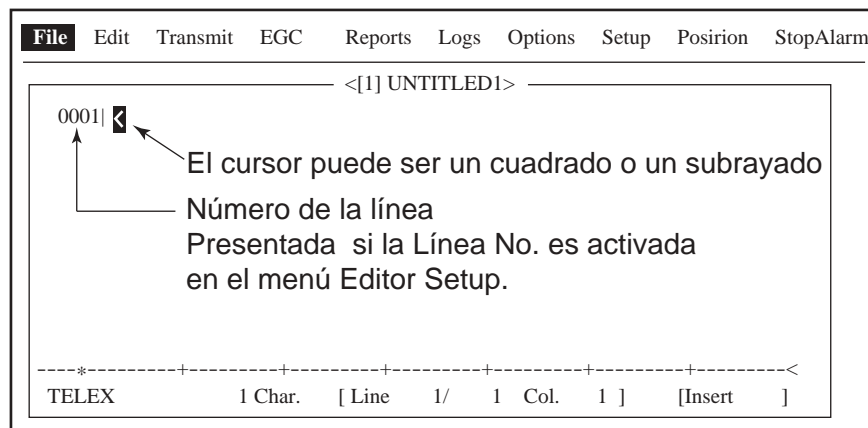 File Edit Transmit EGC Reports Logs Options Setup Posirion StopAlarm
<[1] UNTITLED1>
0001| <
El cursor puede ser un cuadrado o un subrayado
Número de la línea
Presentada si la Línea No. es activada
en el menú Editor Setup.
----*---------+---------+---------+---------+---------+---------+---------<
TELEX 1 Char. [ Line 1/ 1 Col. 1 ] [Insert ]